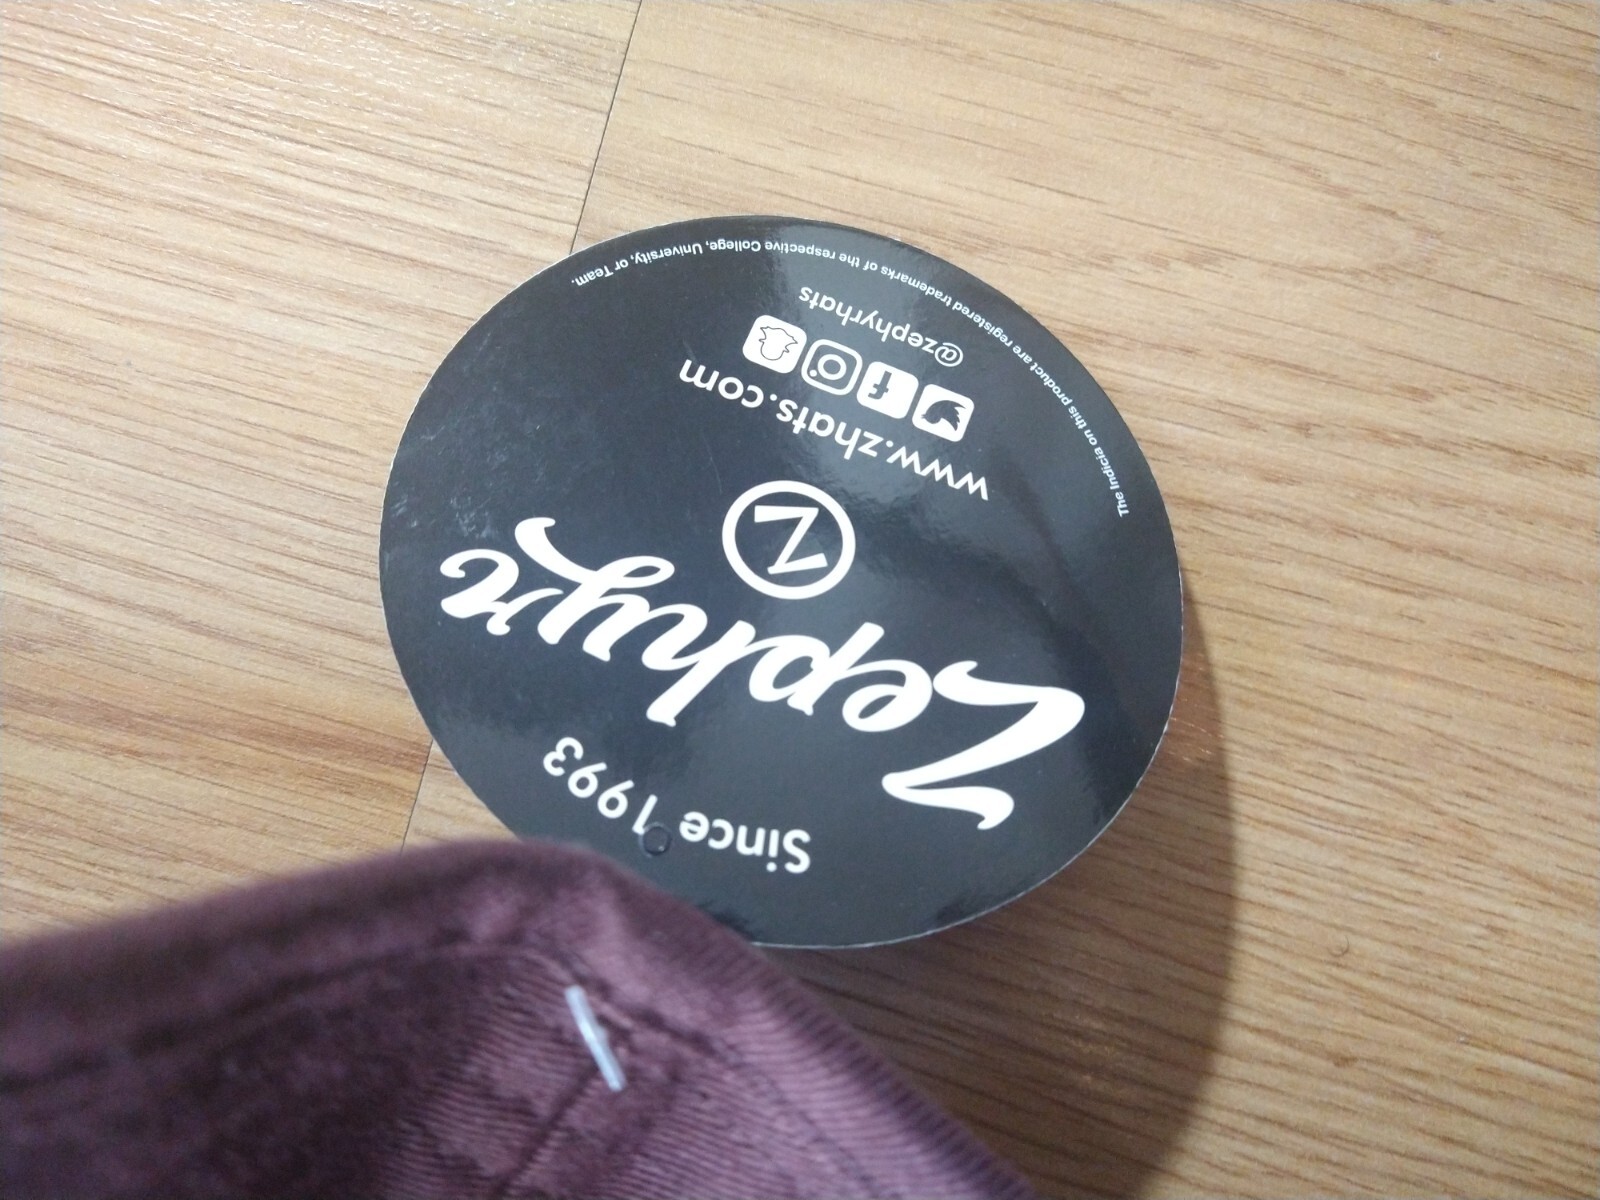 Since 1993
Zephyr
Z
www.zhats.com
@zephyrhats
The Indicia on this product are registered trademarks of the respective College, University, or Team.